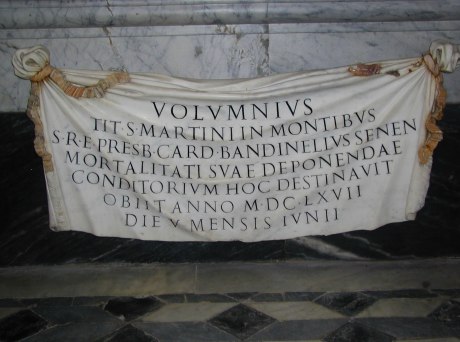 VOLVMNIVS
TIT·S·MARTINI IN MONTIBVS
S·R·E·PRESB·CARD·BANDINELLVS SENEN
MORTALITATI SVAE DEPONENDAE
CONDITORIVM HOC DESTINAVIT
OBIIT ANNO M·DC·LXVII
DIE V MENSIS IVNII